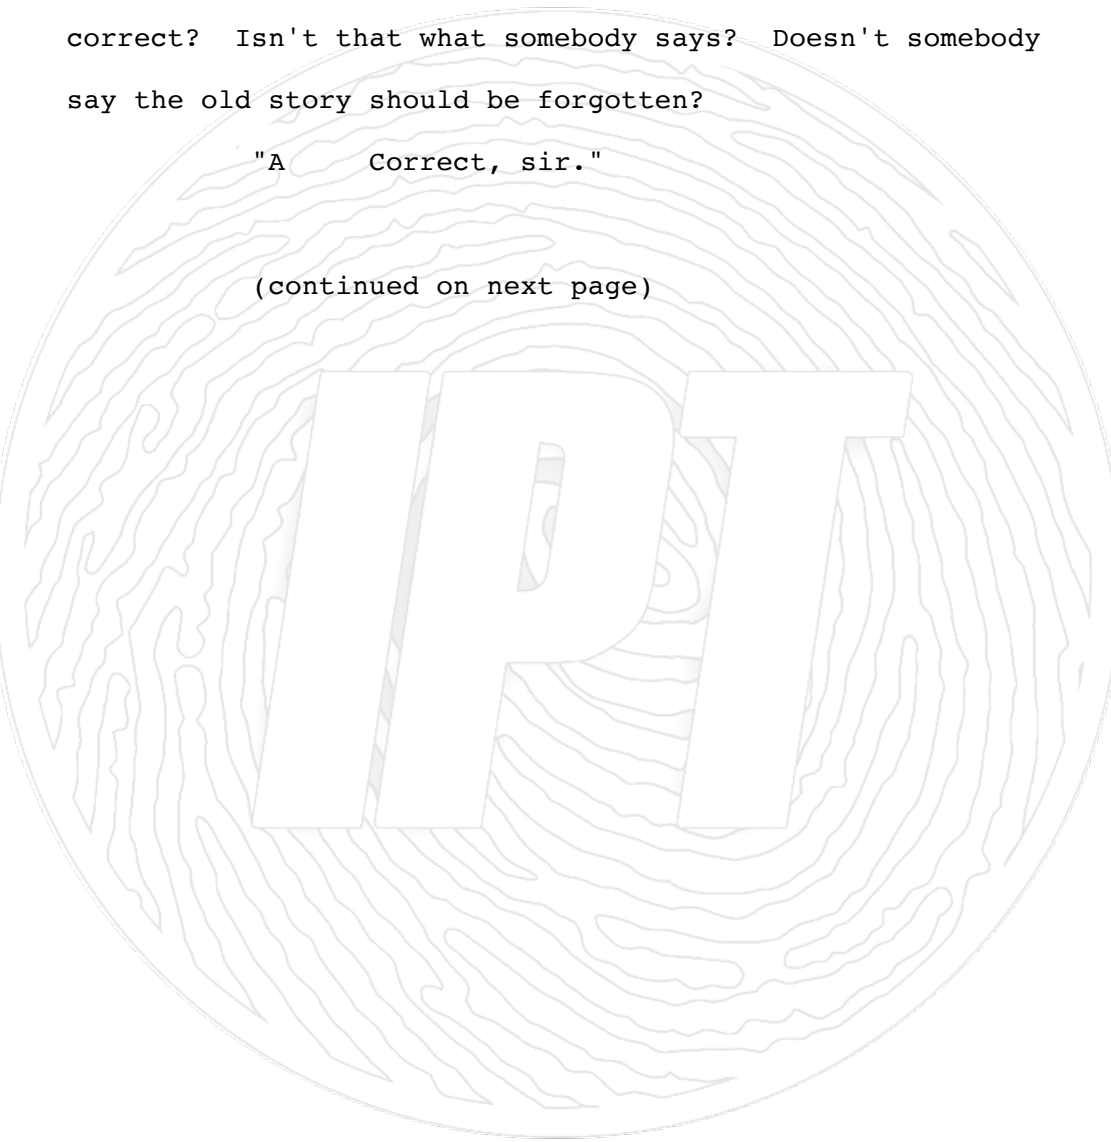 correct?  Isn't that what somebody says?  Doesn't somebody
say the old story should be forgotten?
"A     Correct, sir."
(continued on next page)
IPT